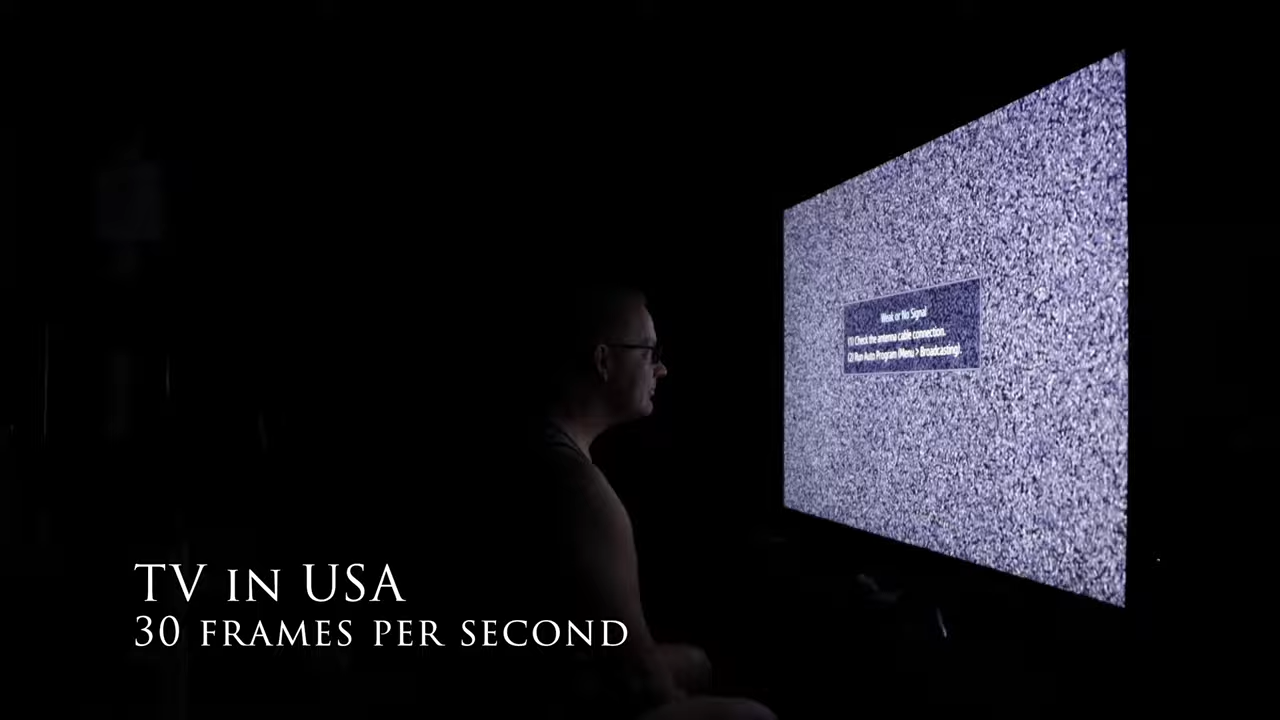 Weak or No Signal
(1) Check the antenna cable connection.
(2) Run Auto Program (Menu > Broadcasting).
TV IN USA
30 FRAMES PER SECOND